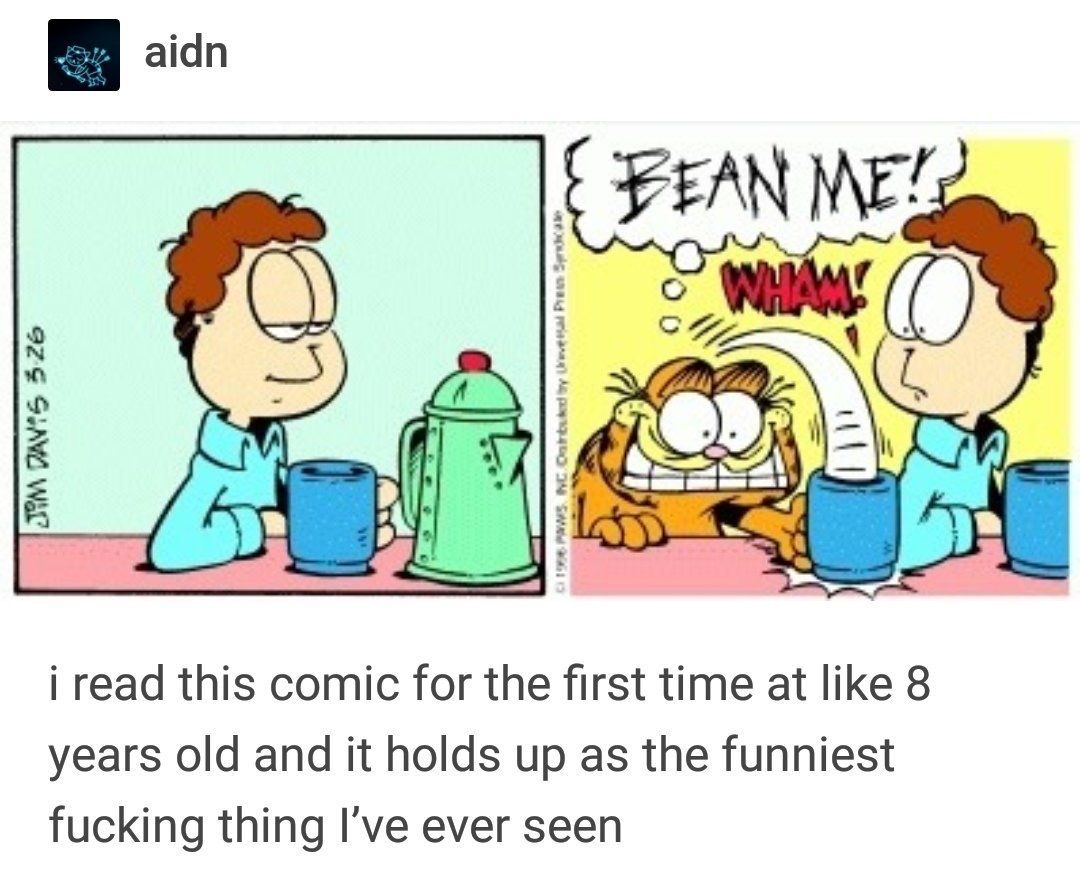 aidn
JIM DAVIS 3·26
© 1996 PAWS, INC. Distributed by Universal Press Syndicate
BEAN ME!
WHAM!
i read this comic for the first time at like 8
years old and it holds up as the funniest
fucking thing I’ve ever seen